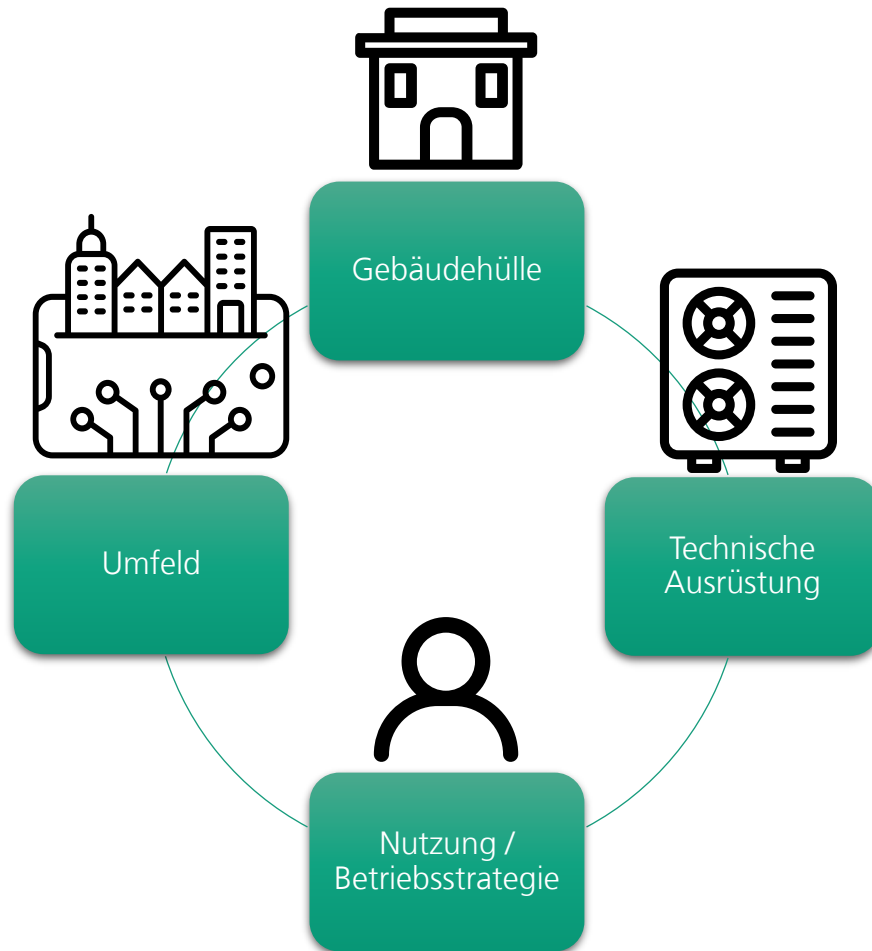 Gebäudehülle
Umfeld
Technische
Ausrüstung
Nutzung /
Betriebsstrategie